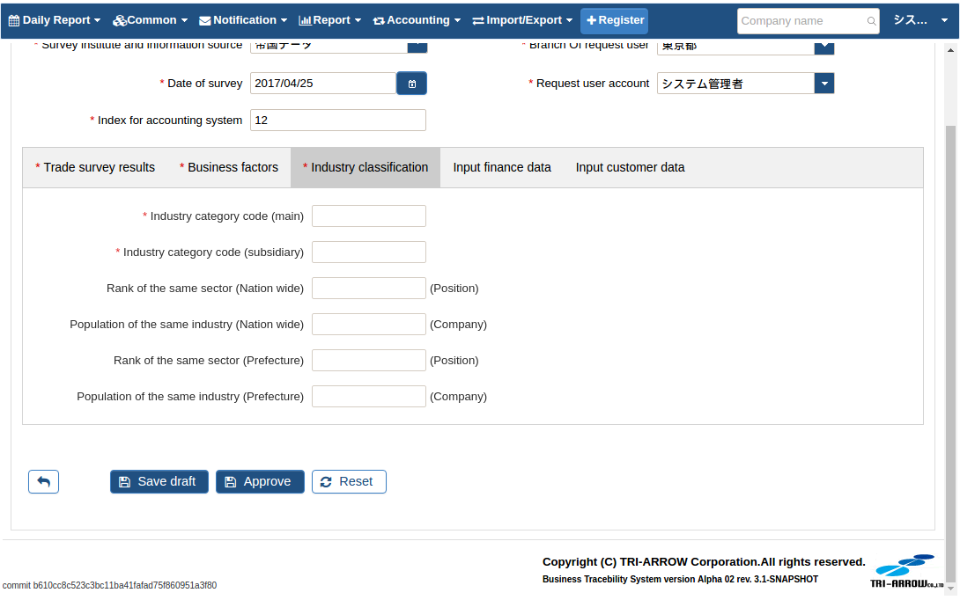 Daily Report Common Notification Report Accounting Import/Export Register Company name シス...
* Survey institute and information source 帝国データ * Branch Of request user 東京都
* Date of survey 2017/04/25 * Request user account システム管理者
* Index for accounting system 12
* Trade survey results * Business factors * Industry classification Input finance data Input customer data
* Industry category code (main)
* Industry category code (subsidiary)
Rank of the same sector (Nation wide) (Position)
Population of the same industry (Nation wide) (Company)
Rank of the same sector (Prefecture) (Position)
Population of the same industry (Prefecture) (Company)
Save draft Approve Reset
Copyright (C) TRI-ARROW Corporation.All rights reserved.
Business Tracebility System version Alpha 02 rev. 3.1-SNAPSHOT
TRI-ARROW Co.,LTD
commit b610cc8c523c3bc11ba41fafad75f860951a3f80